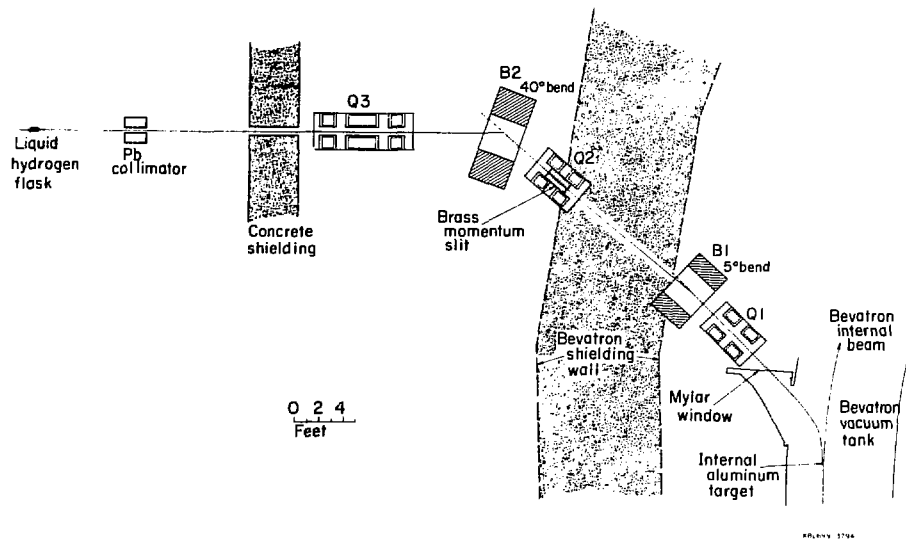 B2
40° bend
Q3
Liquid
hydrogen
flask
Pb
collimator
Concrete
shielding
Q2
Brass
momentum
slit
B1
5° bend
Q1
Bevatron
internal
beam
Bevatron
shielding
wall
Mylar
window
Bevatron
vacuum
tank
0 2 4
Feet
Internal
aluminum
target